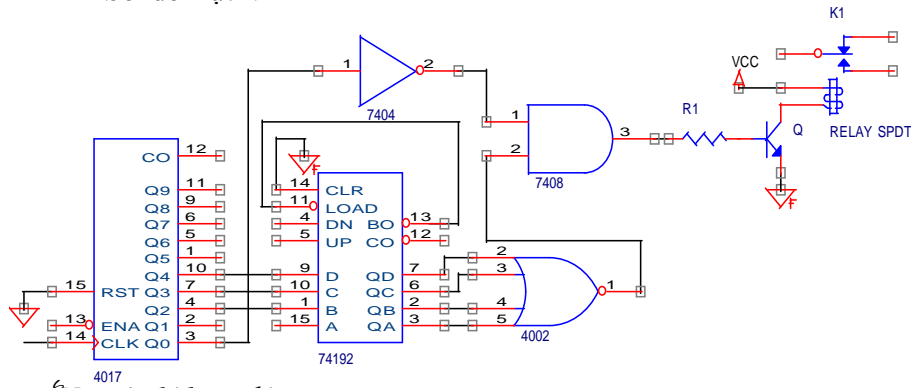 K1
VCC
1
2
7404
R1
Q
RELAY SPDT
1
2
3
7408
CO 12
Q9 11
Q8 9
Q7 6
Q6 5
Q5 1
Q4 10
15 RST Q3 7
Q2 4
13 ENA Q1 2
14 CLK Q0 3
4017
F
14 CLR
11 LOAD
4 DN BO 13
5 UP CO 12
9 D QD 7
10 C QC 6
1 B QB 2
15 A QA 3
74192
2
3
4
5
1
4002
F